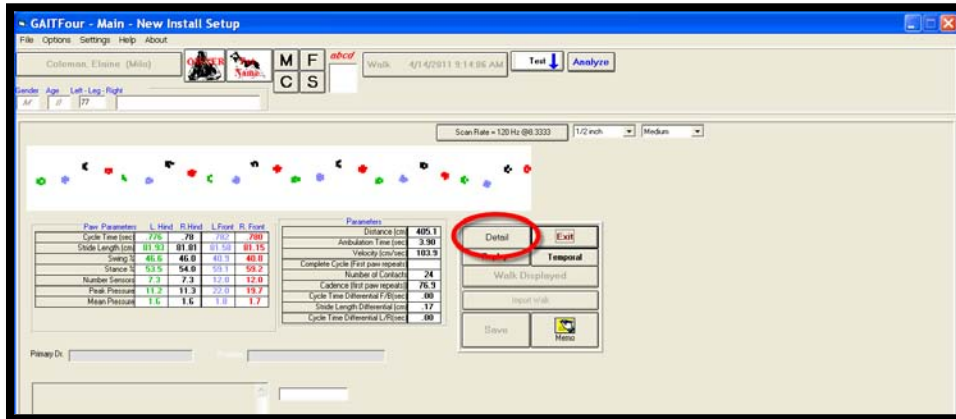 GAITFour - Main - New Install Setup
File Options Settings Help About
Coleman, Elaine (Milo)
M F
C S
abcd
Walk 4/14/2011 9:14:06 AM
Test
Analyze
Gender Age Left - Leg - Right
M 77
Scan Rate = 120 Hz @8.3333
1/2 inch
Medium
Paw Parameters L. Hind R.Hind L.Front R. Front
Cycle Time (sec) .776 .78 .782 .780
Stride Length (cm) 81.93 81.81 81.50 81.15
Swing % 46.6 46.0 40.9 40.8
Stance % 53.5 54.0 59.1 59.2
Number Sensors 7.3 7.3 12.0 12.0
Peak Pressure 11.2 11.3 22.0 19.7
Mean Pressure 1.6 1.6 1.8 1.7
Parameters
Distance (cm) 405.1
Ambulation Time (sec) 3.90
Velocity (cm/sec) 103.9
Complete Cycle (First paw repeats)
Number of Contacts 24
Cadence (first paw repeats) 76.9
Cycle Time Differential F/B(sec) .00
Stride Length Differential (cm) .17
Cycle Time Differential L/R(sec) .00
Detail
Exit
Temporal
Walk Displayed
Input Walk
Save
Memo
Primary Dr.